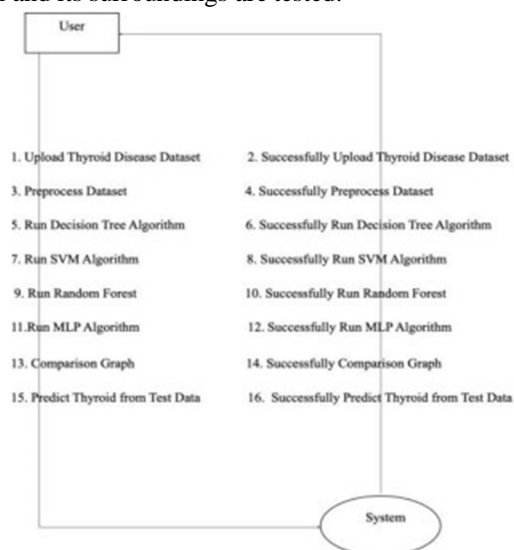 and its surroundings are tested.
User
1. Upload Thyroid Disease Dataset
2. Successfully Upload Thyroid Disease Dataset
3. Preprocess Dataset
4. Successfully Preprocess Dataset
5. Run Decision Tree Algorithm
6. Successfully Run Decision Tree Algorithm
7. Run SVM Algorithm
8. Successfully Run SVM Algorithm
9. Run Random Forest
10. Successfully Run Random Forest
11.Run MLP Algorithm
12. Successfully Run MLP Algorithm
13. Comparison Graph
14. Successfully Comparison Graph
15. Predict Thyroid from Test Data
16. Successfully Predict Thyroid from Test Data
System